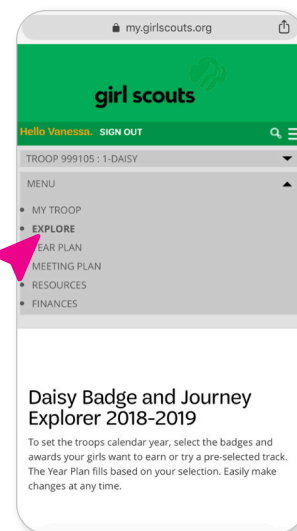 my.girlscouts.org
girl scouts
Hello Vanessa. SIGN OUT
TROOP 999105 : 1-DAISY
MENU
MY TROOP
EXPLORE
YEAR PLAN
MEETING PLAN
RESOURCES
FINANCES
Daisy Badge and Journey
Explorer 2018-2019
To set the troops calendar year, select the badges and
awards your girls want to earn or try a pre-selected track.
The Year Plan fills based on your selection. Easily make
changes at any time.